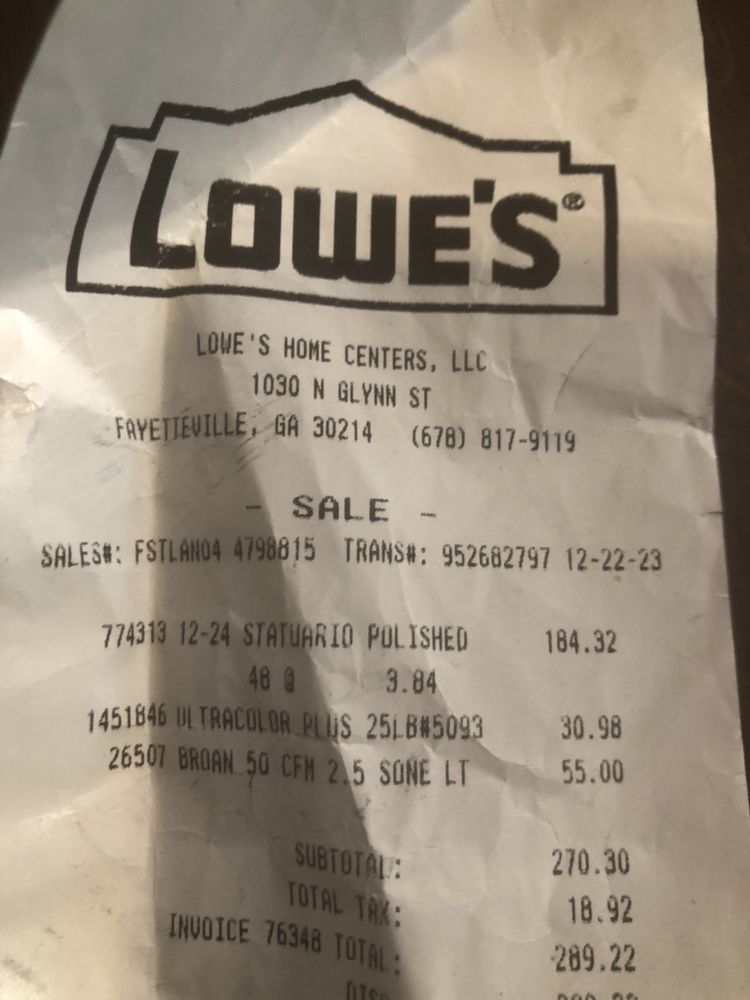 LOWE'S®
LOWE'S HOME CENTERS, LLC
1030 N GLYNN ST
FAYETTEVILLE, GA 30214 (678) 817-9119
- SALE -
SALES#: FSTLAN04 4798815 TRANS#: 952682797 12-22-23
774313 12-24 STATUARIO POLISHED 184.32
48 @ 3.84
1451846 ULTRACOLOR PLUS 25LB#5093 30.98
26507 BROAN 50 CFM 2.5 SONE LT 55.00
SUBTOTAL: 270.30
TOTAL TAX: 18.92
INVOICE 76348 TOTAL: 289.22